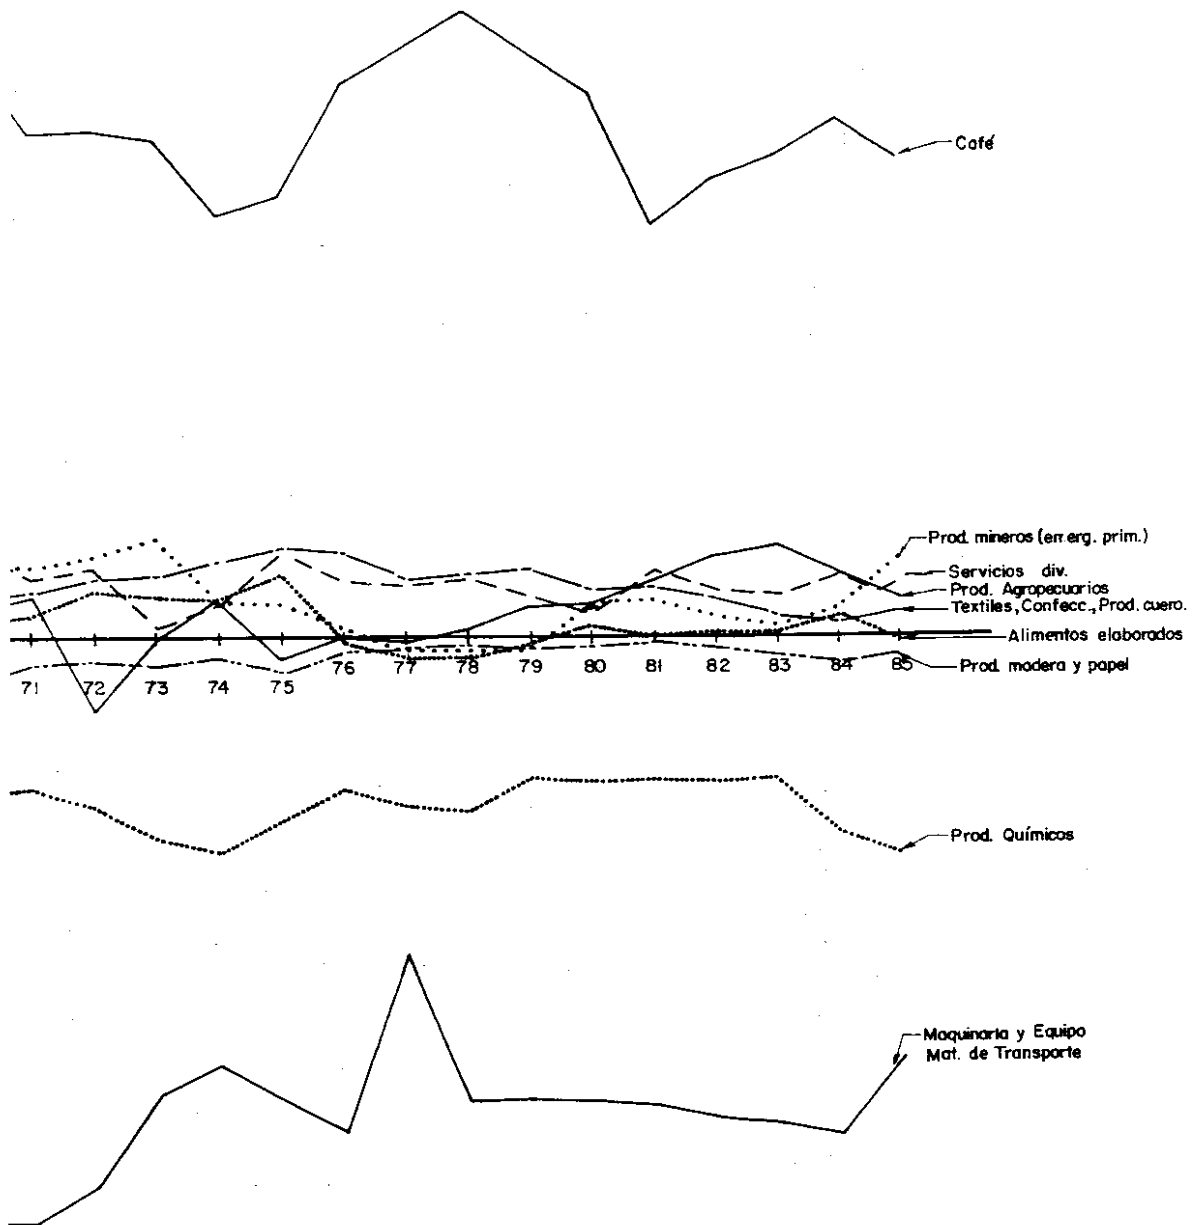 Café
Prod. mineros (en erg. prim.)
Servicios div.
Prod. Agropecuarios
Textiles, Confecc., Prod. cuero.
Alimentos elaborados
Prod. madera y papel
71 72 73 74 75 76 77 78 79 80 81 82 83 84 85
Prod. Químicos
Maquinaria y Equipo
Mat. de Transporte